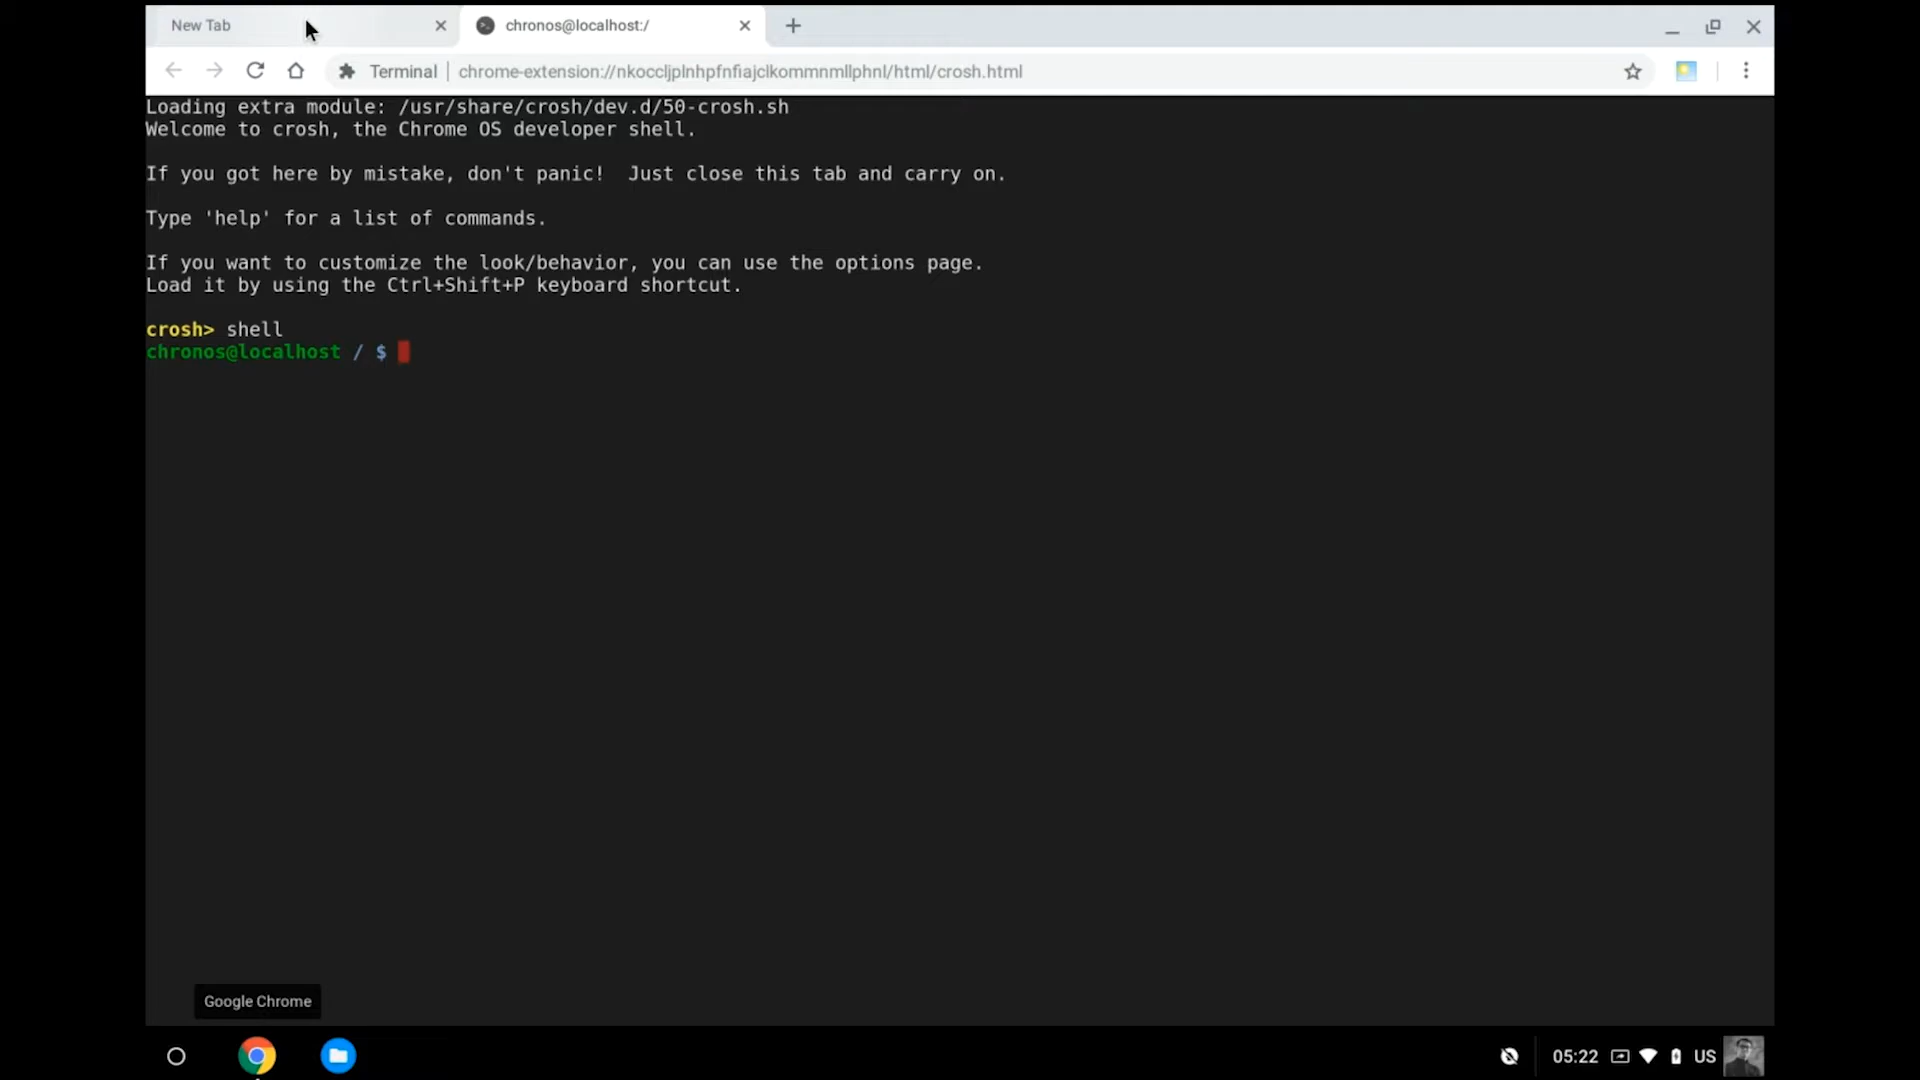 New Tab
chronos@localhost:/
Terminal
chrome-extension://nkoccljplnhpfnfiajclkommnmllphnl/html/crosh.html
Loading extra module: /usr/share/crosh/dev.d/50-crosh.sh
Welcome to crosh, the Chrome OS developer shell.
If you got here by mistake, don't panic!  Just close this tab and carry on.
Type 'help' for a list of commands.
If you want to customize the look/behavior, you can use the options page.
Load it by using the Ctrl+Shift+P keyboard shortcut.
crosh> shell
chronos@localhost / $
Google Chrome
05:22
US